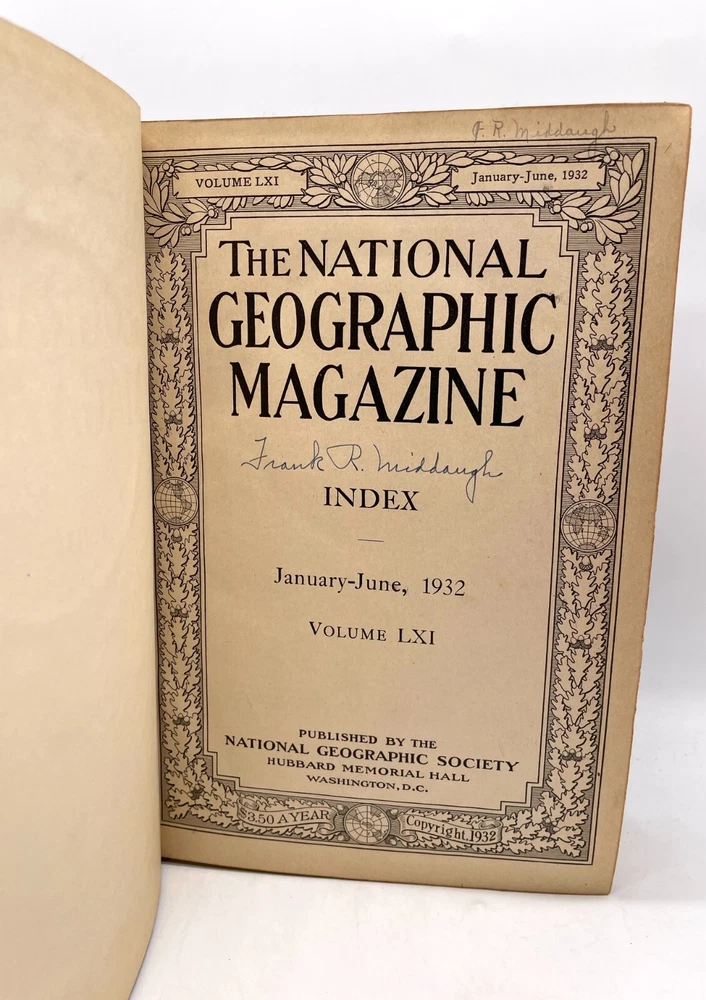 F. R. Middaugh
VOLUME LXI
January-June, 1932
THE NATIONAL
GEOGRAPHIC
MAGAZINE
Frank R. Middaugh
INDEX
January-June, 1932
VOLUME LXI
PUBLISHED BY THE
NATIONAL GEOGRAPHIC SOCIETY
HUBBARD MEMORIAL HALL
WASHINGTON, D.C.
$3.50 A YEAR
Copyright, 1932